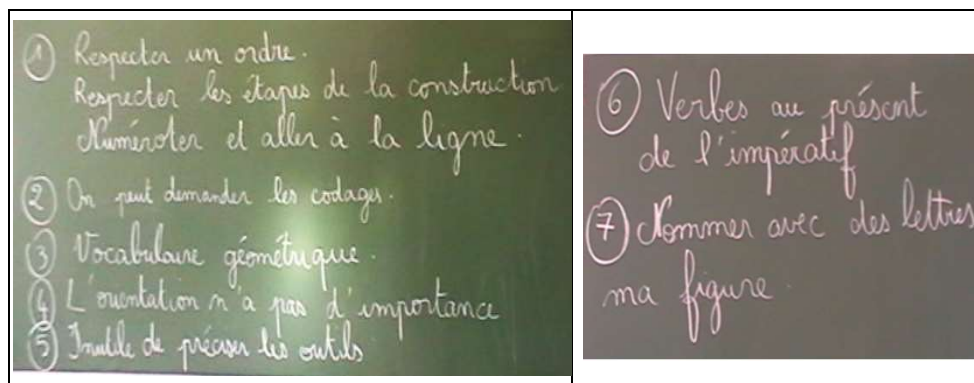 1 Respecter un ordre.
Respecter les étapes de la construction
Numéroter et aller à la ligne.
2 On peut demander les codages.
3 Vocabulaire géométrique.
4 L'orientation n'a pas d'importance
5 Inutile de préciser les outils
6 Verbes au présent
de l'impératif
7 Nommer avec des lettres
ma figure.